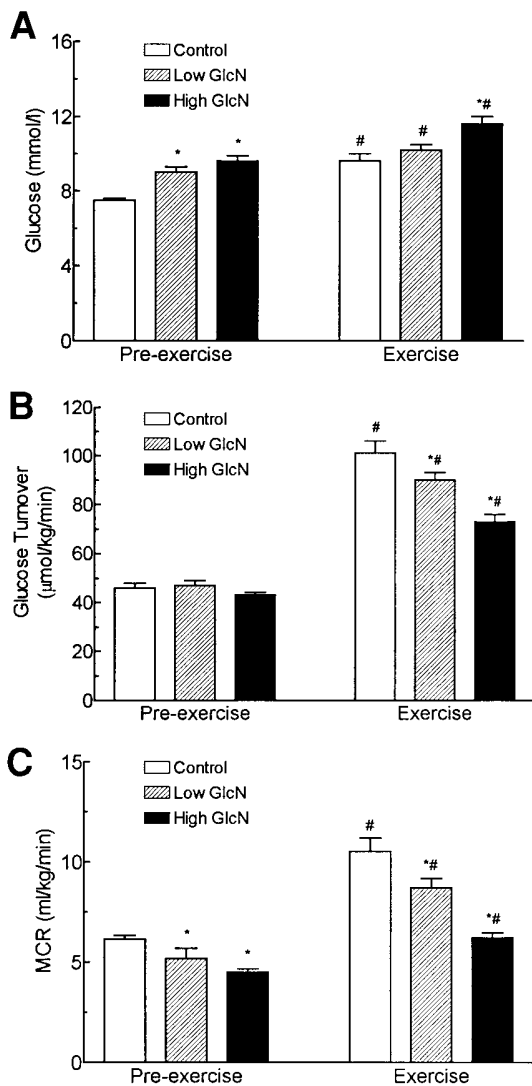 A
Glucose (mmol/l)
16
12
8
4
0
Control
Low GlcN
High GlcN
*
*
#
#
*#
Pre-exercise
Exercise
B
Glucose Turnover
(μmol/kg/min)
120
100
80
60
40
20
0
Control
Low GlcN
High GlcN
#
*#
*#
Pre-exercise
Exercise
C
MCR (ml/kg/min)
15
10
5
0
Control
Low GlcN
High GlcN
*
*
#
*#
*#
Pre-exercise
Exercise